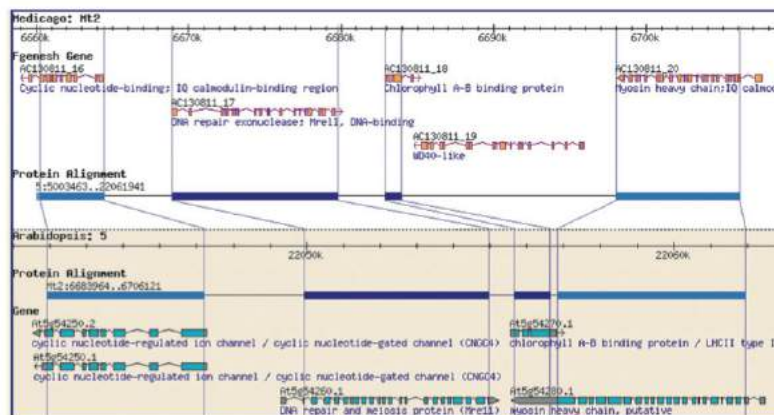 Medicago: Mt2
6660k 6670k 6680k 6690k 6700k
Fgenesh Gene
AC130811_16 AC130811_18 AC130811_20
Cyclic nucleotide-binding; IQ calmodulin-binding region Chlorophyll A-B binding protein Myosin heavy chain;IQ calmod
AC130811_17
DNA repair exonuclease; Mre11, DNA-binding
AC130811_19
WD40-like
Protein Alignment
5:5003463..22061941
Arabidopsis: 5
22050k 22060k
Protein Alignment
Mt2:6683964..6706121
Gene
At5g54250.2 At5g54270.1
cyclic nucleotide-regulated ion channel / cyclic nucleotide-gated channel (CNGC4) chlorophyll A-B binding protein / LHCII type I
At5g54250.1
cyclic nucleotide-regulated ion channel / cyclic nucleotide-gated channel (CNGC4)
At5g54260.1 At5g54280.1
DNA repair and meiosis protein (Mre11) Myosin heavy chain, putative